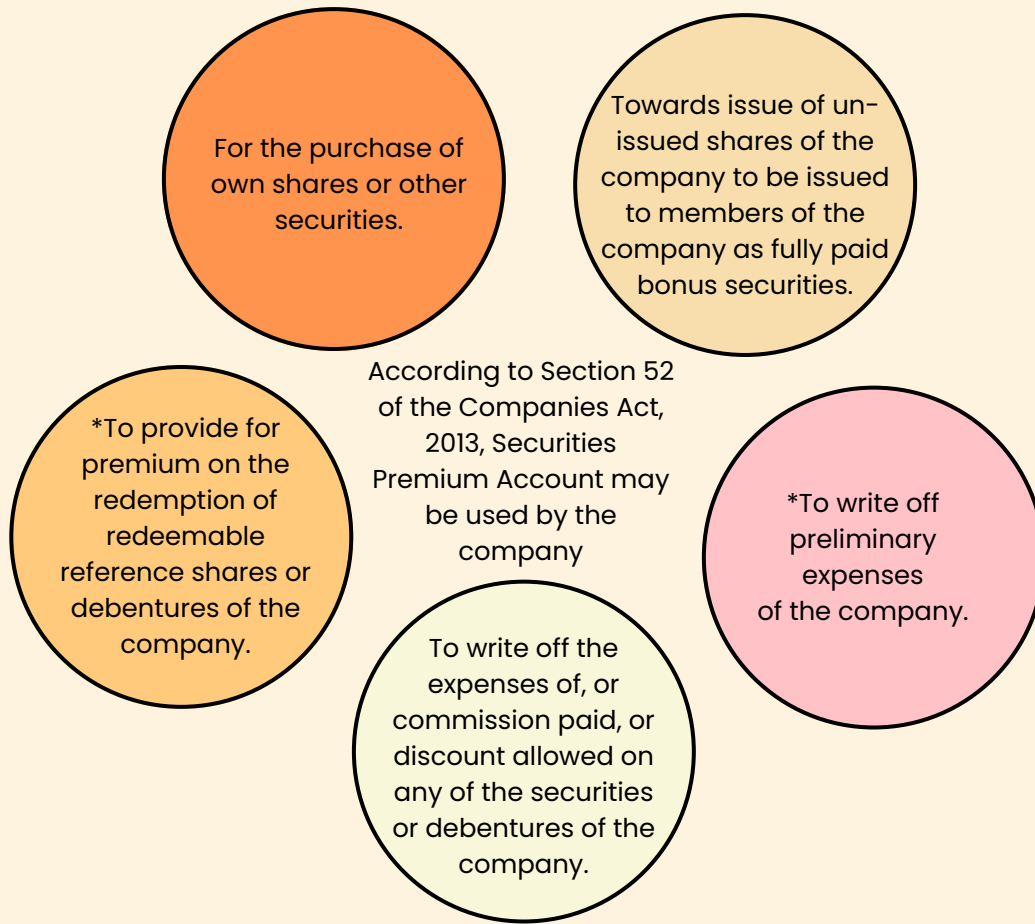 For the purchase of
own shares or other
securities.
Towards issue of un-
issued shares of the
company to be issued
to members of the
company as fully paid
bonus securities.
According to Section 52
of the Companies Act,
2013, Securities
Premium Account may
be used by the
company
*To provide for
premium on the
redemption of
redeemable
reference shares or
debentures of the
company.
*To write off
preliminary
expenses
of the company.
To write off the
expenses of, or
commission paid, or
discount allowed on
any of the securities
or debentures of the
company.